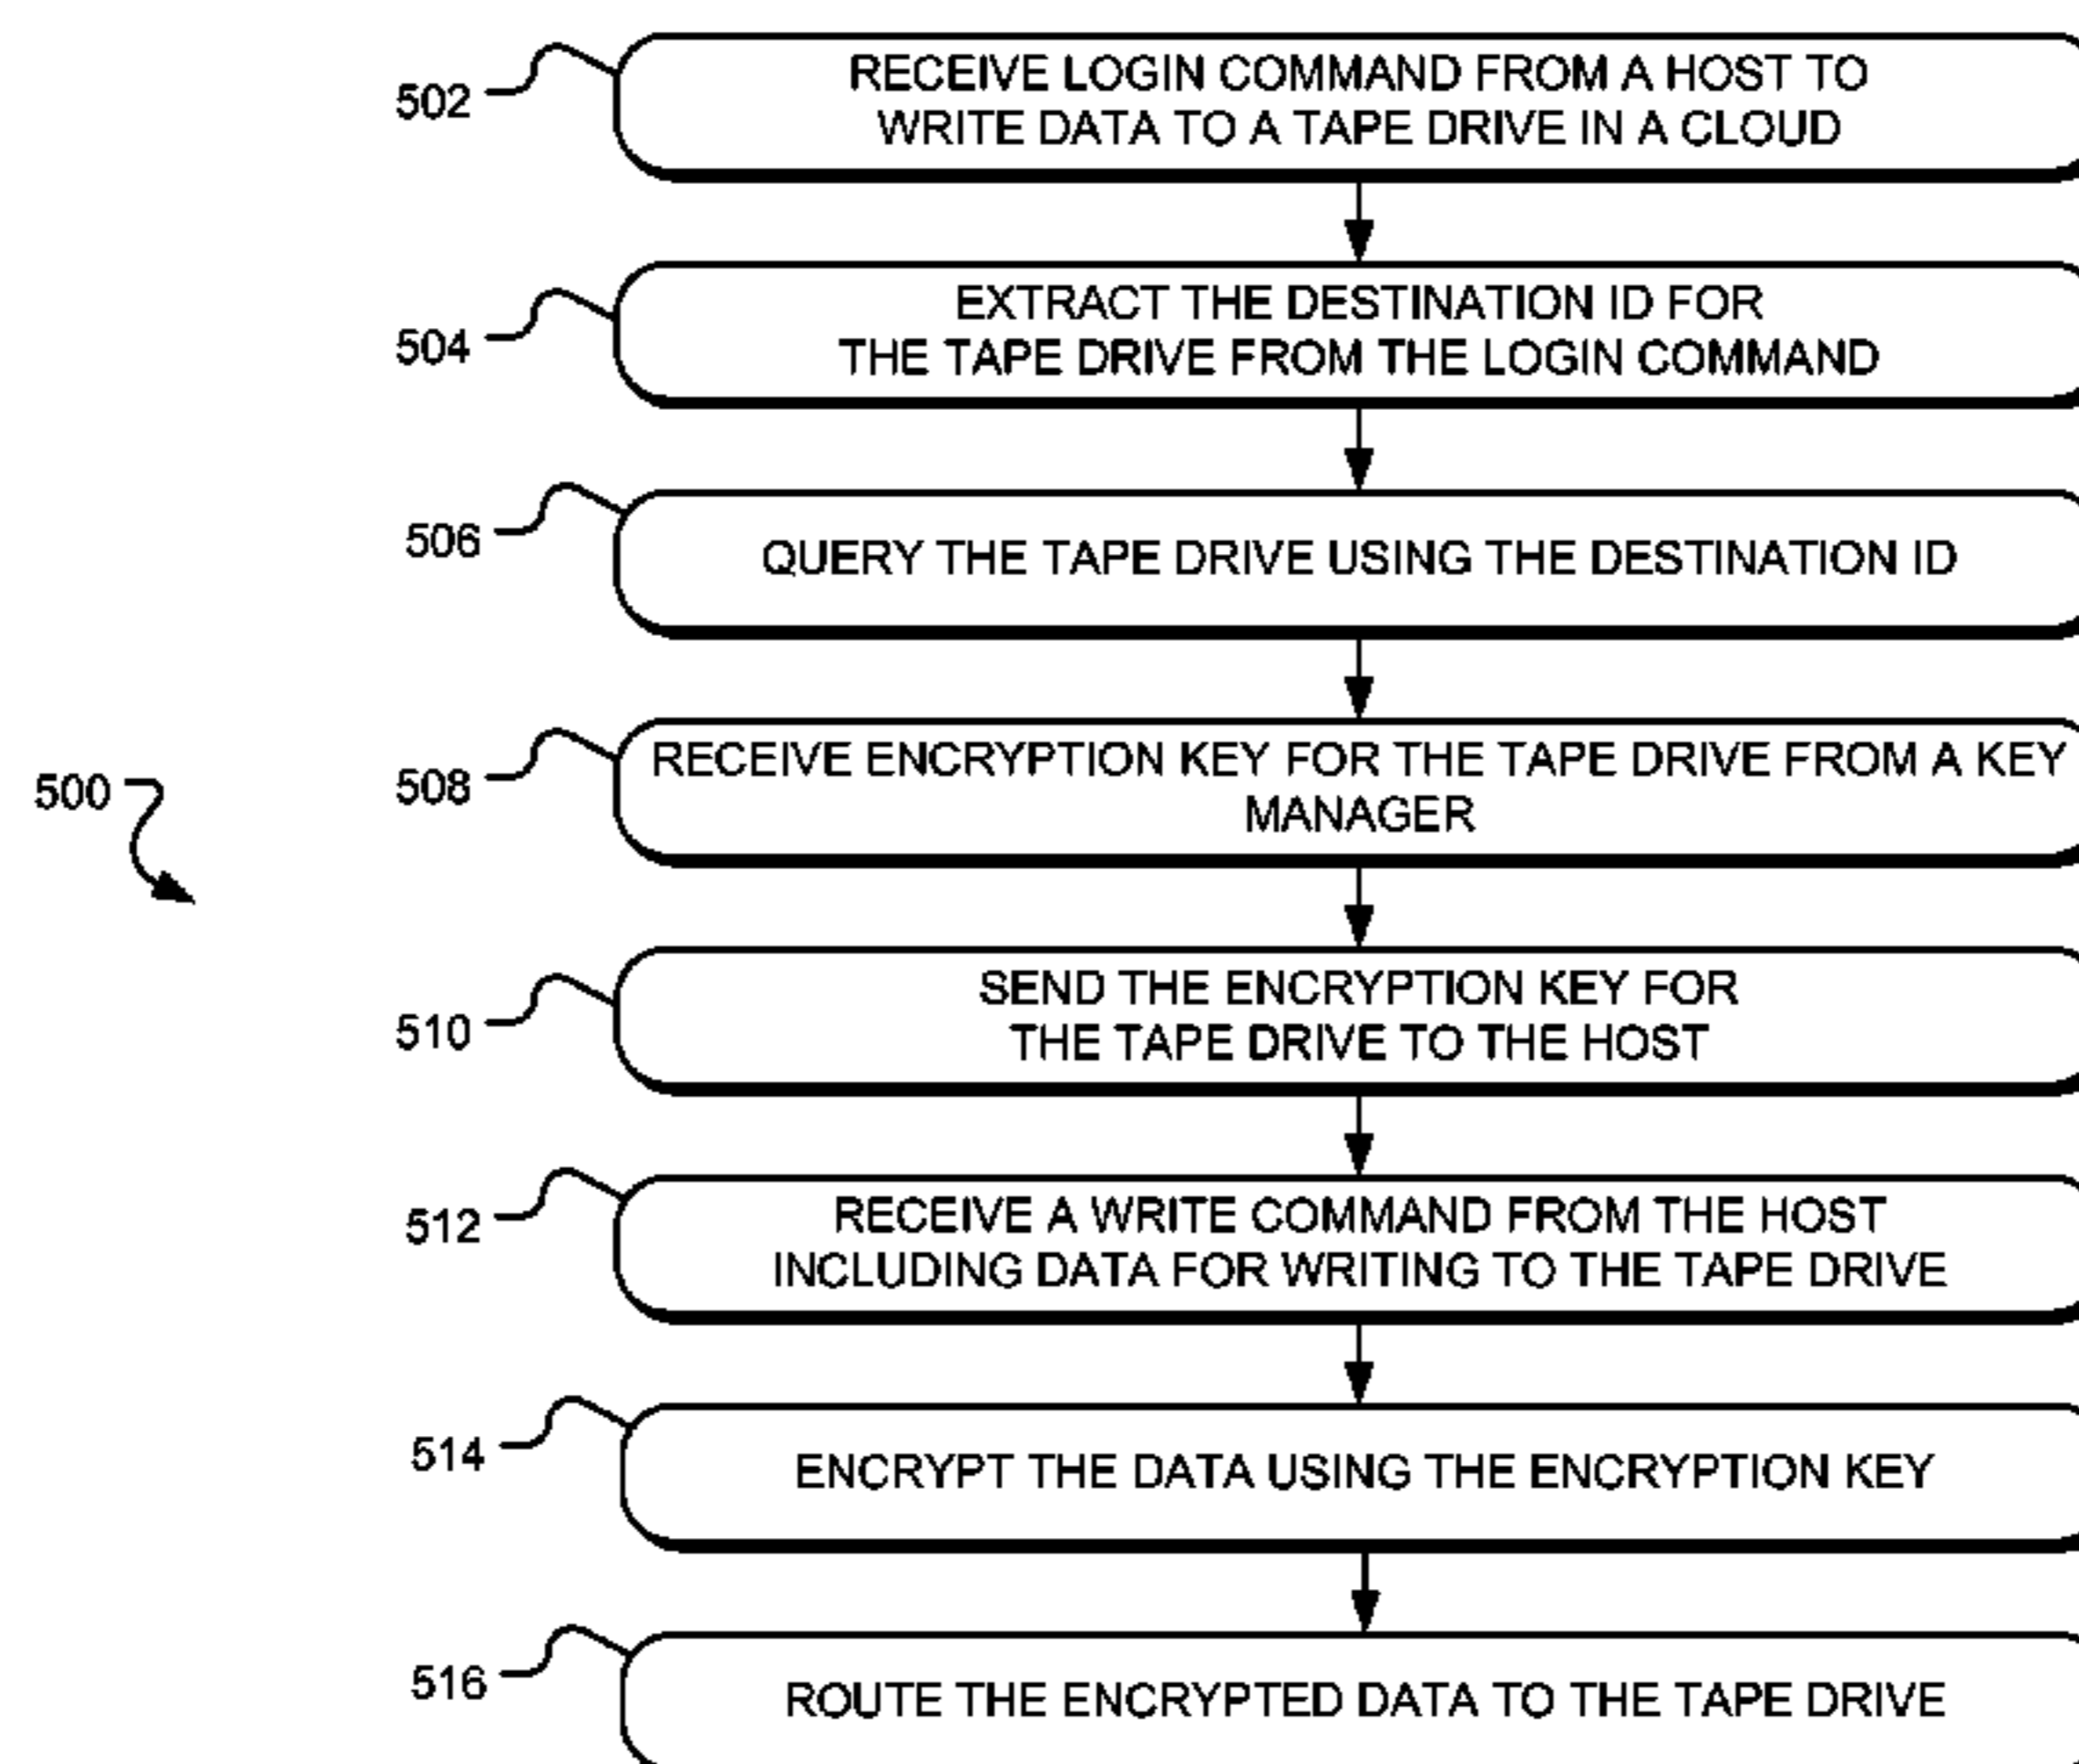 502
RECEIVE LOGIN COMMAND FROM A HOST TO
WRITE DATA TO A TAPE DRIVE IN A CLOUD
504
EXTRACT THE DESTINATION ID FOR
THE TAPE DRIVE FROM THE LOGIN COMMAND
506
QUERY THE TAPE DRIVE USING THE DESTINATION ID
500
508
RECEIVE ENCRYPTION KEY FOR THE TAPE DRIVE FROM A KEY
MANAGER
510
SEND THE ENCRYPTION KEY FOR
THE TAPE DRIVE TO THE HOST
512
RECEIVE A WRITE COMMAND FROM THE HOST
INCLUDING DATA FOR WRITING TO THE TAPE DRIVE
514
ENCRYPT THE DATA USING THE ENCRYPTION KEY
516
ROUTE THE ENCRYPTED DATA TO THE TAPE DRIVE